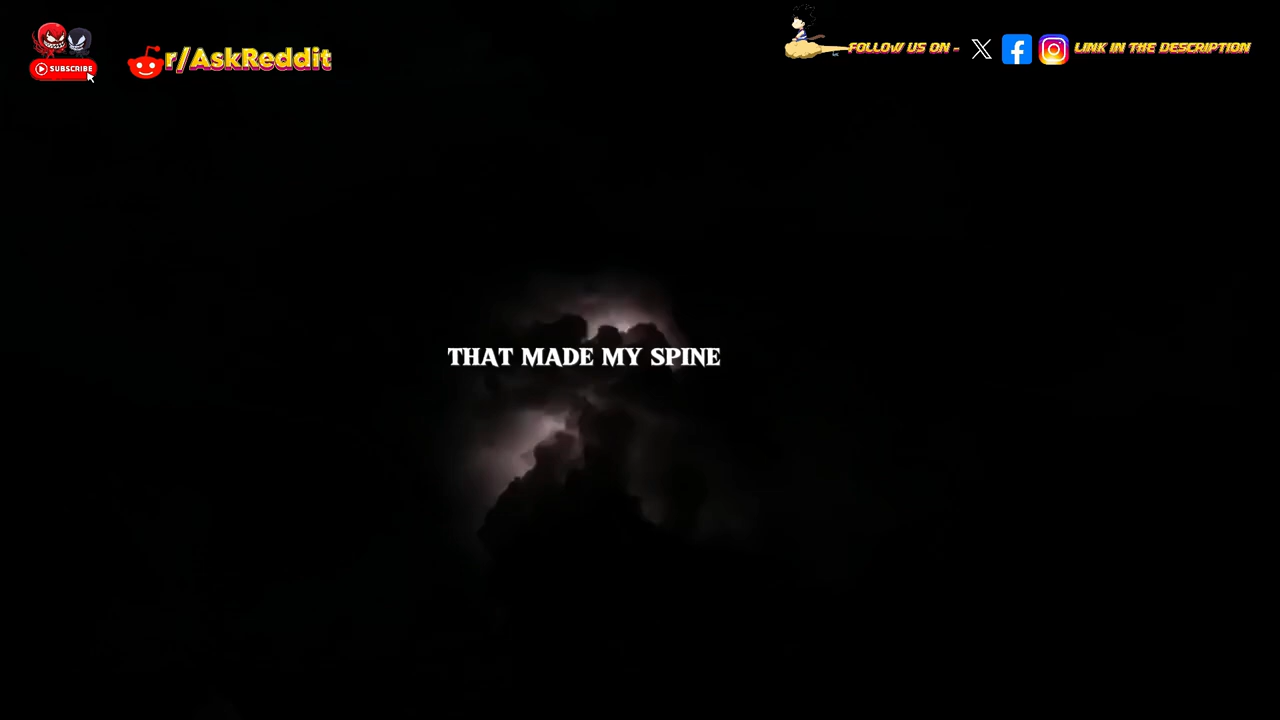 SUBSCRIBE
r/AskReddit
FOLLOW US ON -
LINK IN THE DESCRIPTION
THAT MADE MY SPINE